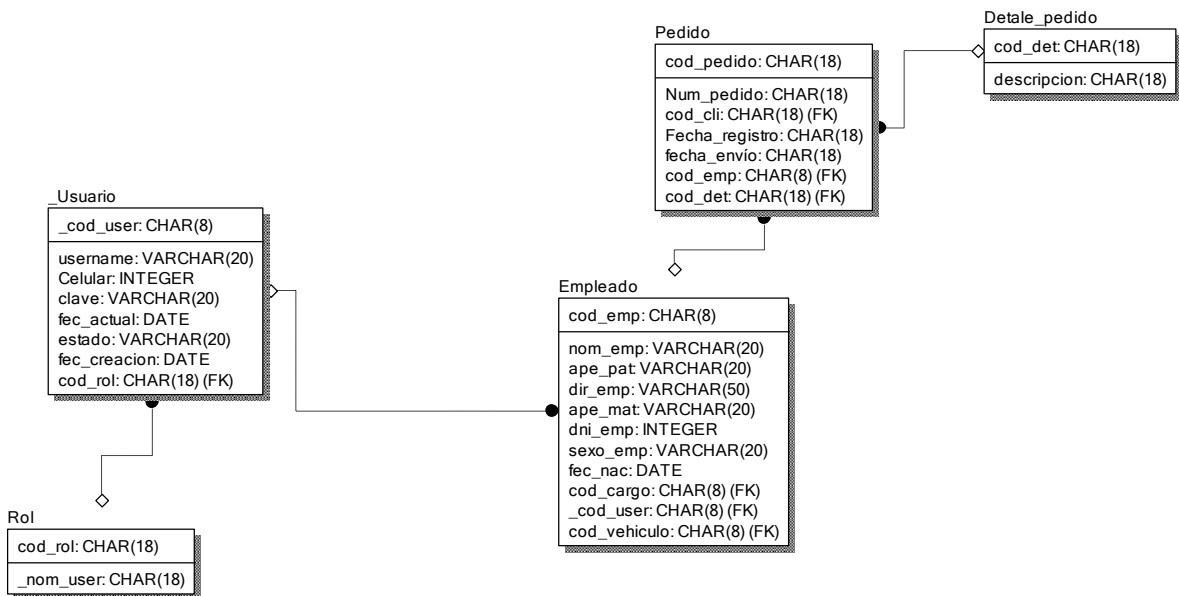 Detale_pedido
cod_det: CHAR(18)
descripcion: CHAR(18)
Pedido
cod_pedido: CHAR(18)
Num_pedido: CHAR(18)
cod_cli: CHAR(18) (FK)
Fecha_registro: CHAR(18)
fecha_envío: CHAR(18)
cod_emp: CHAR(8) (FK)
cod_det: CHAR(18) (FK)
_Usuario
_cod_user: CHAR(8)
username: VARCHAR(20)
Celular: INTEGER
clave: VARCHAR(20)
fec_actual: DATE
estado: VARCHAR(20)
fec_creacion: DATE
cod_rol: CHAR(18) (FK)
Empleado
cod_emp: CHAR(8)
nom_emp: VARCHAR(20)
ape_pat: VARCHAR(20)
dir_emp: VARCHAR(50)
ape_mat: VARCHAR(20)
dni_emp: INTEGER
sexo_emp: VARCHAR(20)
fec_nac: DATE
cod_cargo: CHAR(8) (FK)
_cod_user: CHAR(8) (FK)
cod_vehiculo: CHAR(8) (FK)
Rol
cod_rol: CHAR(18)
_nom_user: CHAR(18)